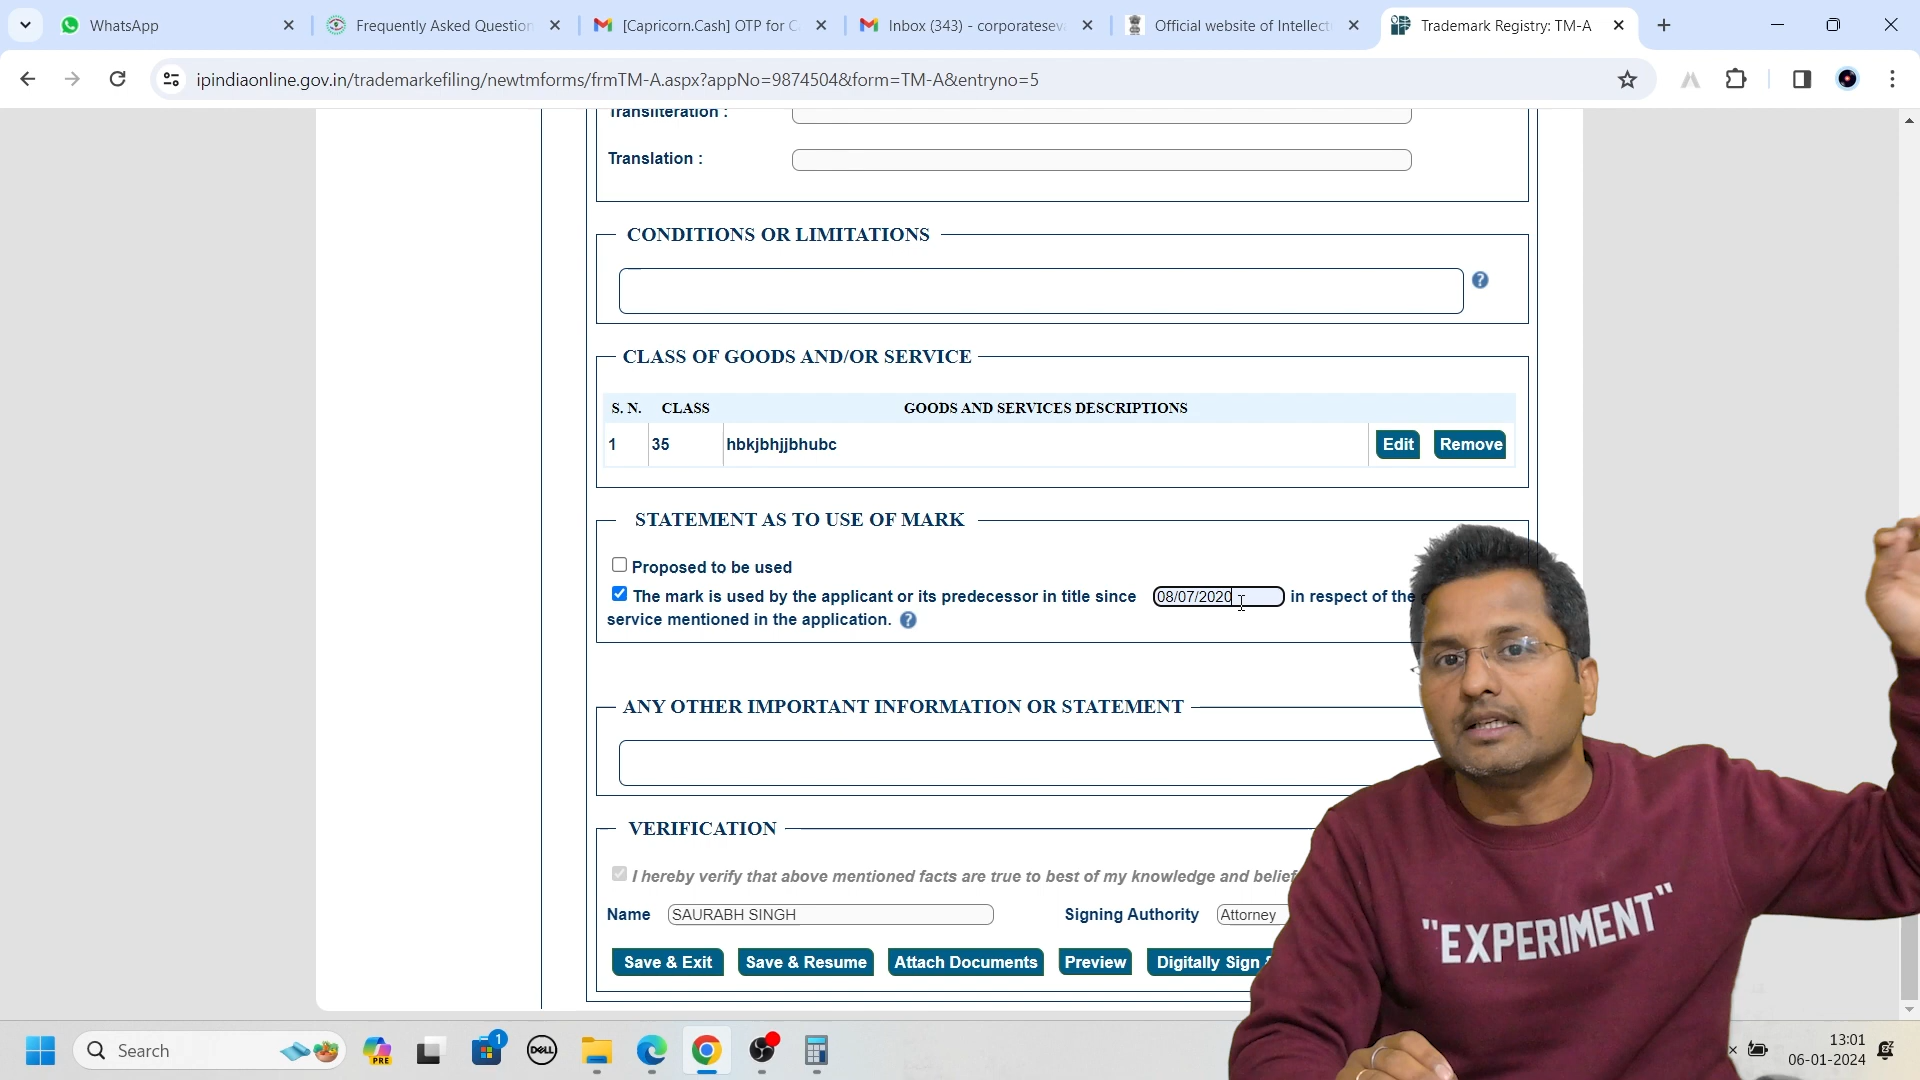 WhatsApp
Frequently Asked Question
[Capricorn.Cash] OTP for C
Inbox (343) - corporateseva
Official website of Intellect
Trademark Registry: TM-A
ipindiaonline.gov.in/trademarkefiling/newtmforms/frmTM-A.aspx?appNo=9874504&form=TM-A&entryno=5
Transliteration :
Translation :
CONDITIONS OR LIMITATIONS
?
CLASS OF GOODS AND/OR SERVICE
S. N. CLASS GOODS AND SERVICES DESCRIPTIONS
1 35 hbkjbhjjbhubc Edit Remove
STATEMENT AS TO USE OF MARK
Proposed to be used
The mark is used by the applicant or its predecessor in title since 08/07/2020 in respect of the
service mentioned in the application. ?
ANY OTHER IMPORTANT INFORMATION OR STATEMENT
VERIFICATION
I hereby verify that above mentioned facts are true to best of my knowledge and belief
Name SAURABH SINGH Signing Authority Attorney
Save & Exit Save & Resume Attach Documents Preview Digitally Sign &
"EXPERIMENT"
Search
PRE
1
DELL
13:01
06-01-2024